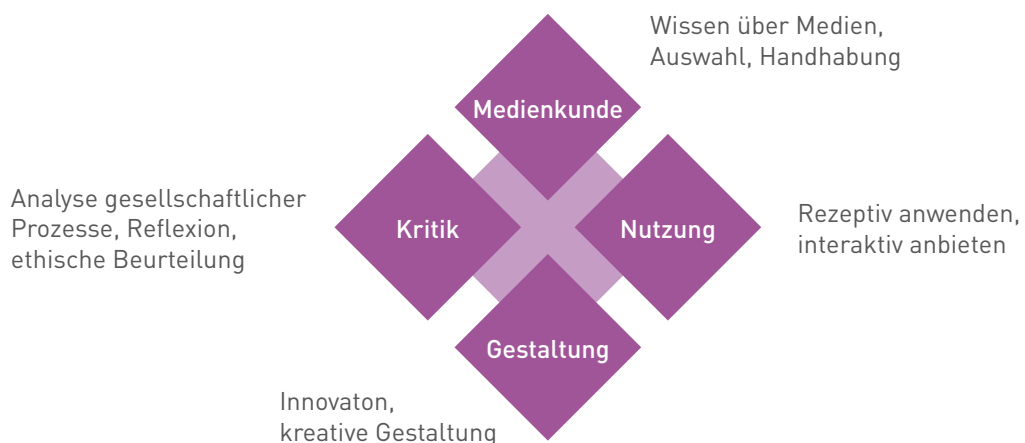 Wissen über Medien,
Auswahl, Handhabung
Medienkunde
Analyse gesellschaftlicher
Prozesse, Reflexion,
ethische Beurteilung
Kritik
Nutzung
Rezeptiv anwenden,
interaktiv anbieten
Gestaltung
Innovaton,
kreative Gestaltung